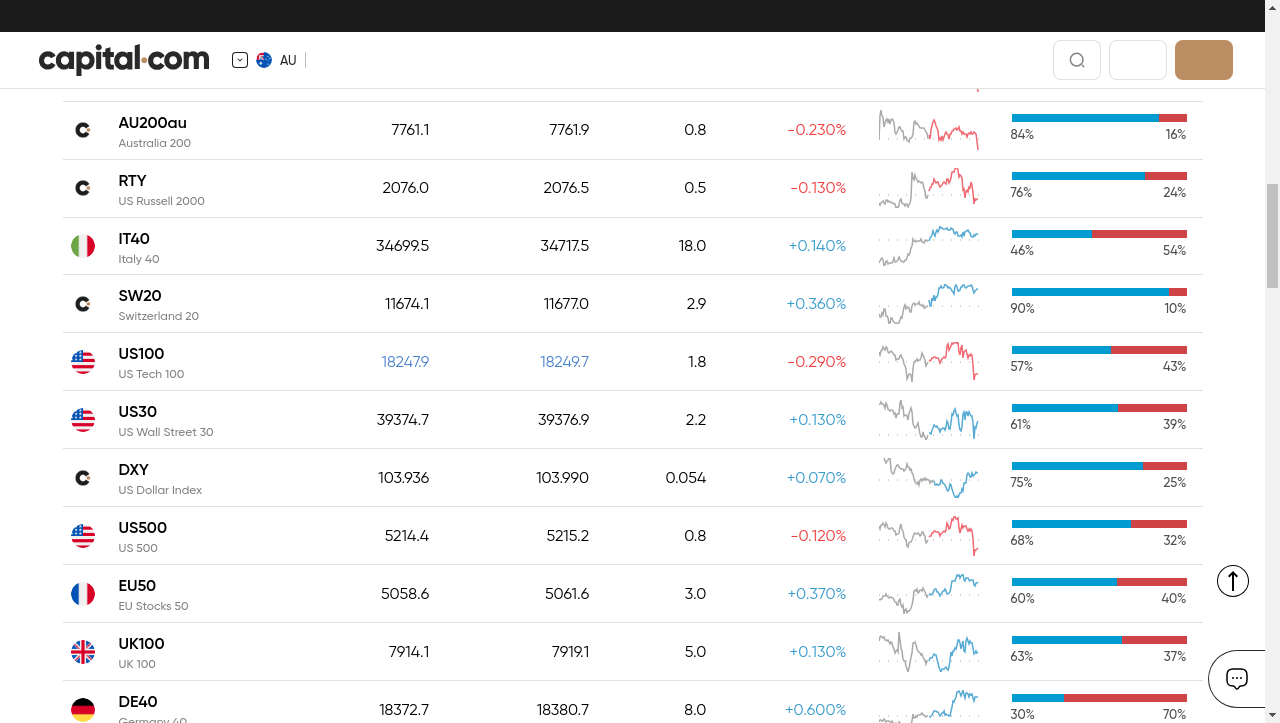 capital.com
AU
AU200au 7761.1 7761.9 0.8 -0.230% 84% 16%
Australia 200
RTY 2076.0 2076.5 0.5 -0.130% 76% 24%
US Russell 2000
IT40 34699.5 34717.5 18.0 +0.140% 46% 54%
Italy 40
SW20 11674.1 11677.0 2.9 +0.360% 90% 10%
Switzerland 20
US100 18247.9 18249.7 1.8 -0.290% 57% 43%
US Tech 100
US30 39374.7 39376.9 2.2 +0.130% 61% 39%
US Wall Street 30
DXY 103.936 103.990 0.054 +0.070% 75% 25%
US Dollar Index
US500 5214.4 5215.2 0.8 -0.120% 68% 32%
US 500
EU50 5058.6 5061.6 3.0 +0.370% 60% 40%
EU Stocks 50
UK100 7914.1 7919.1 5.0 +0.130% 63% 37%
UK 100
DE40 18372.7 18380.7 8.0 +0.600% 30% 70%
Germany 40